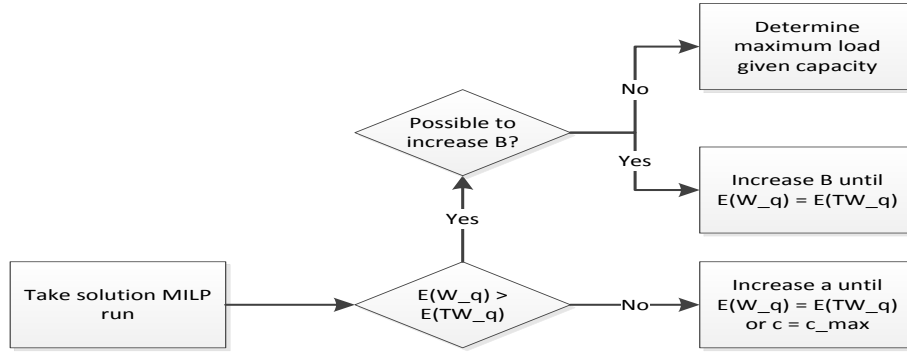 Determine
maximum load
given capacity
No
Possible to
increase B?
Yes
Increase B until
E(W_q) = E(TW_q)
Yes
Take solution MILP
run
E(W_q) >
E(TW_q)
No
Increase a until
E(W_q) = E(TW_q)
or c = c_max